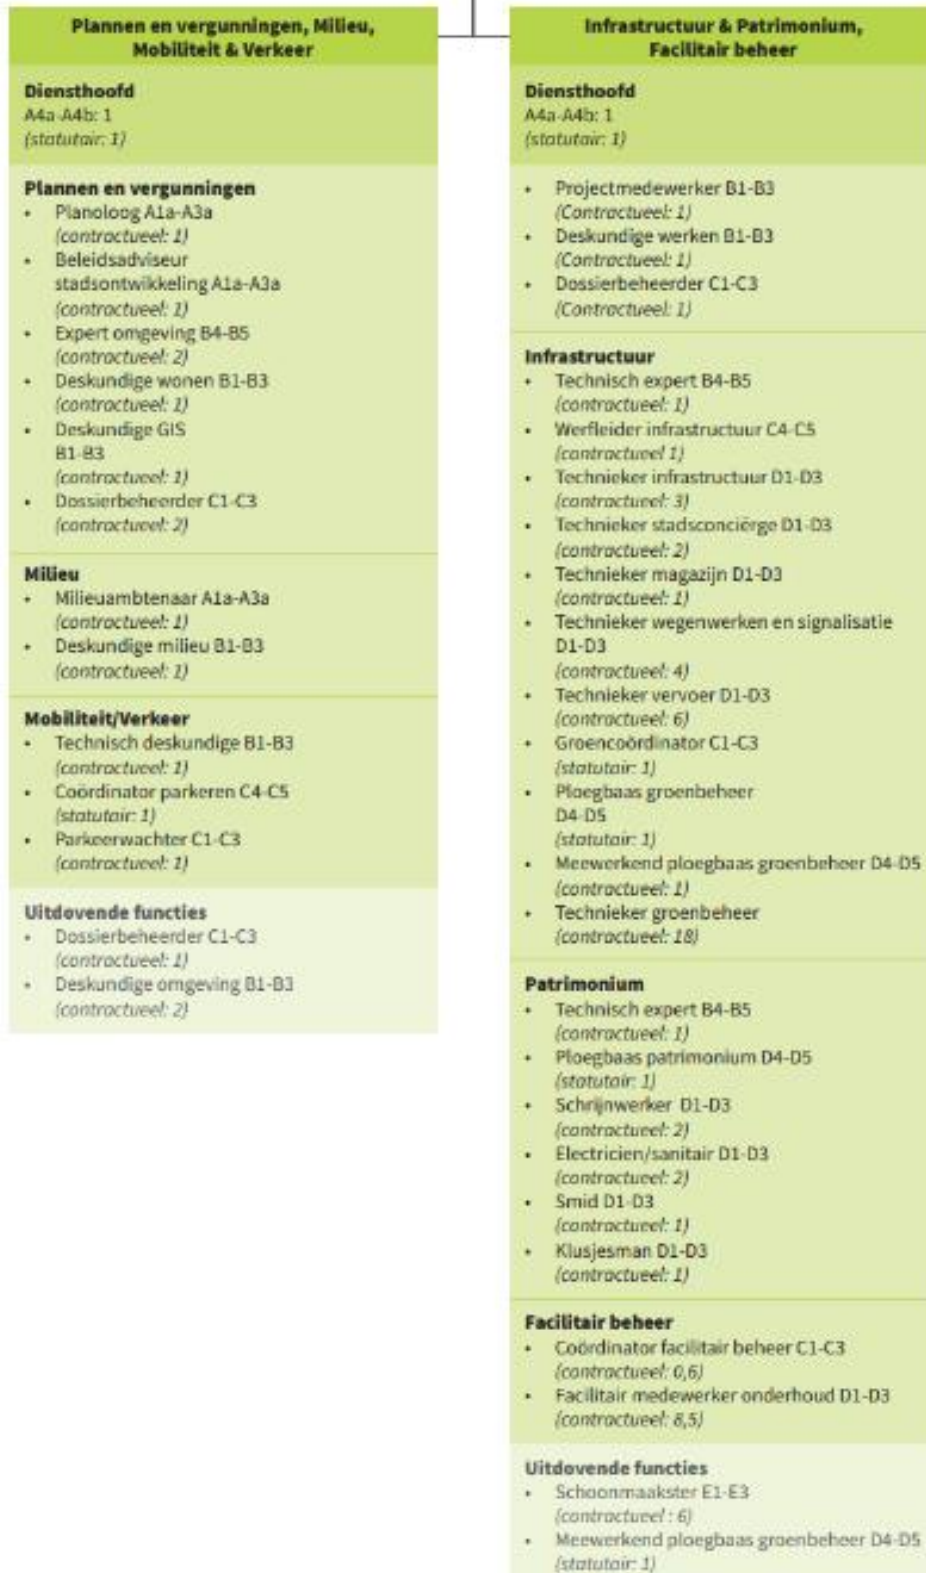 Plannen en vergunningen, Milieu,
Mobiliteit & Verkeer
Diensthoofd
A4a-A4b: 1
(statutair: 1)
Plannen en vergunningen
• Planoloog A1a-A3a
(contractueel: 1)
• Beleidsadviseur
stadsontwikkeling A1a-A3a
(contractueel: 1)
• Expert omgeving B4-B5
(contractueel: 2)
• Deskundige wonen B1-B3
(contractueel: 1)
• Deskundige GIS
B1-B3
(contractueel: 1)
• Dossierbeheerder C1-C3
(contractueel: 2)
Milieu
• Milieuambtenaar A1a-A3a
(contractueel: 1)
• Deskundige milieu B1-B3
(contractueel: 1)
Mobiliteit/Verkeer
• Technisch deskundige B1-B3
(contractueel: 1)
• Coördinator parkeren C4-C5
(statutair: 1)
• Parkeerwachter C1-C3
(contractueel: 1)
Uitdovende functies
• Dossierbeheerder C1-C3
(contractueel: 1)
• Deskundige omgeving B1-B3
(contractueel: 2)
Infrastructuur & Patrimonium,
Facilitair beheer
Diensthoofd
A4a-A4b: 1
(statutair: 1)
• Projectmedewerker B1-B3
(Contractueel: 1)
• Deskundige werken B1-B3
(Contractueel: 1)
• Dossierbeheerder C1-C3
(Contractueel: 1)
Infrastructuur
• Technisch expert B4-B5
(contractueel: 1)
• Werfleider infrastructuur C4-C5
(contractueel 1)
• Technieker infrastructuur D1-D3
(contractueel: 3)
• Technieker stadsconciërge D1-D3
(contractueel: 2)
• Technieker magazijn D1-D3
(contractueel: 1)
• Technieker wegenwerken en signalisatie
D1-D3
(contractueel: 4)
• Technieker vervoer D1-D3
(contractueel: 6)
• Groencoördinator C1-C3
(statutair: 1)
• Ploegbaas groenbeheer
D4-D5
(statutair: 1)
• Meewerkend ploegbaas groenbeheer D4-D5
(contractueel: 1)
• Technieker groenbeheer
(contractueel: 18)
Patrimonium
• Technisch expert B4-B5
(contractueel: 1)
• Ploegbaas patrimonium D4-D5
(statutair: 1)
• Schrijnwerker D1-D3
(contractueel: 2)
• Electricien/sanitair D1-D3
(contractueel: 2)
• Smid D1-D3
(contractueel: 1)
• Klusjesman D1-D3
(contractueel: 1)
Facilitair beheer
• Coördinator facilitair beheer C1-C3
(contractueel: 0,6)
• Facilitair medewerker onderhoud D1-D3
(contractueel: 8,5)
Uitdovende functies
• Schoonmaakster E1-E3
(contractueel : 6)
• Meewerkend ploegbaas groenbeheer D4-D5
(statutair: 1)